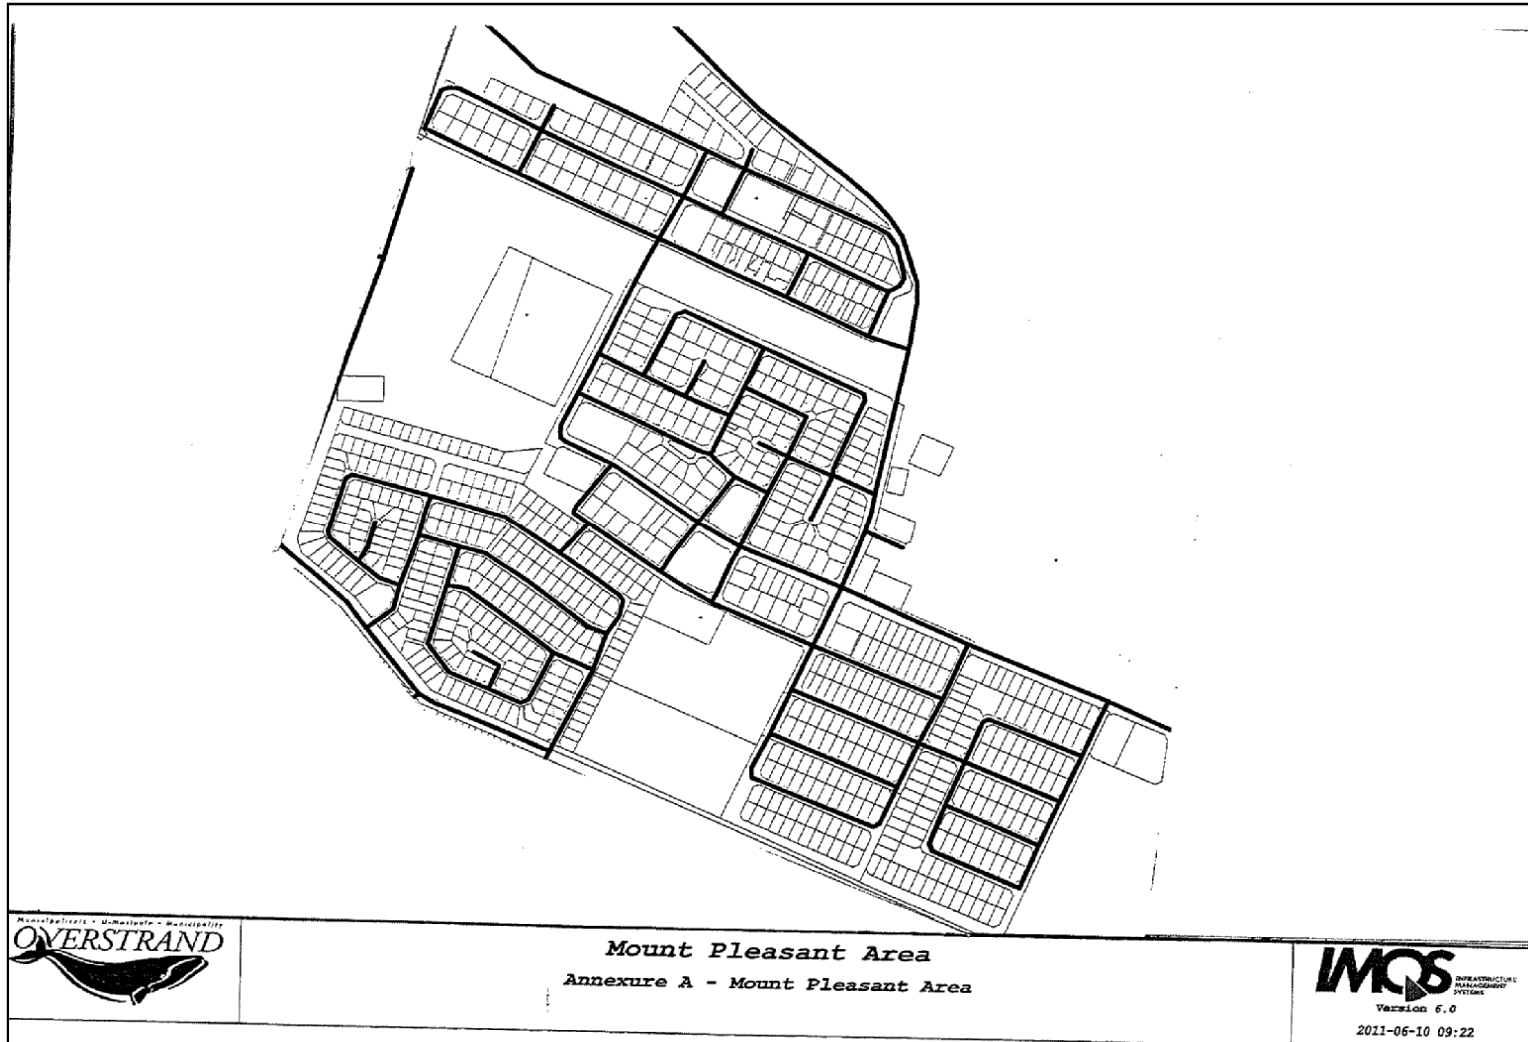 Munisipaliteit • U-Masipala • Municipality
OVERSTRAND
Mount Pleasant Area
Annexure A - Mount Pleasant Area
IMQS
INFRASTRUCTURE
MANAGEMENT
SYSTEMS
Version 6.0
2011-06-10 09:22